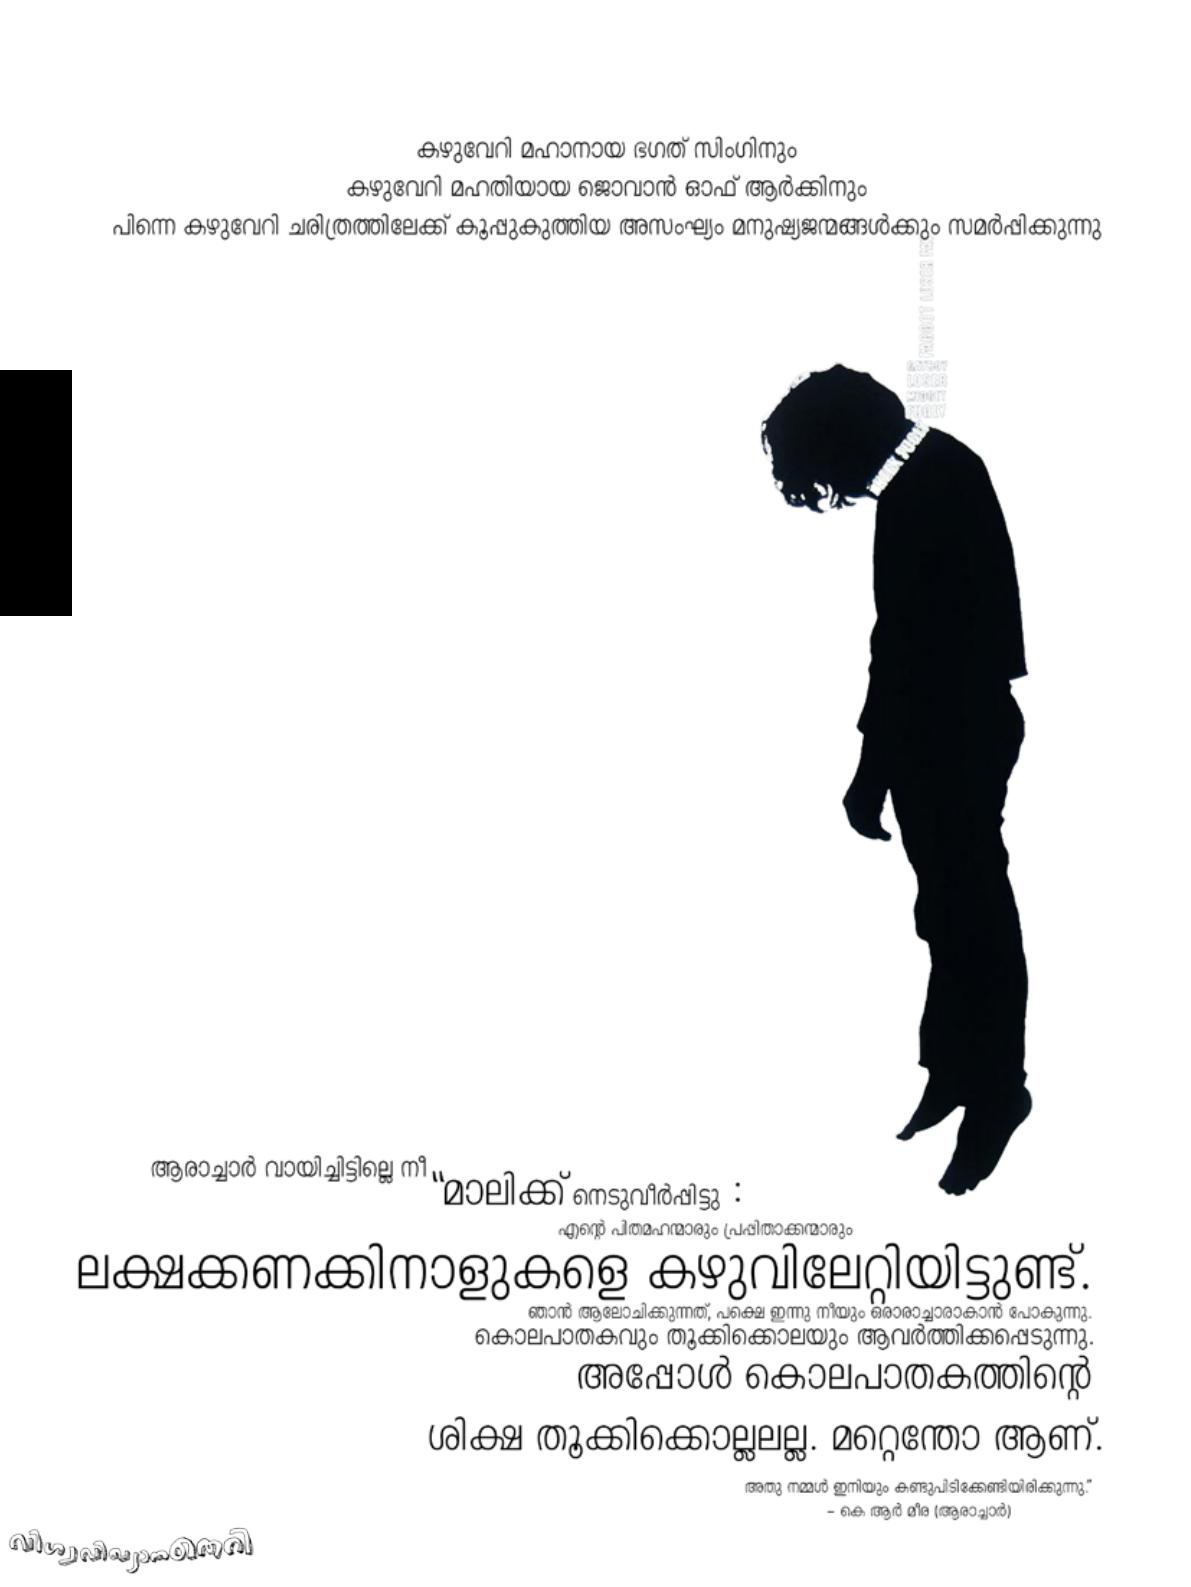 കഴുവേറി മഹാനായ ഭഗത് സിംഗിനും
കഴുവേറി മഹതിയായ ജൊവാൻ ഓഫ് ആർക്കിനും
പിന്നെ കഴുവേറി ചരിത്രത്തിലേക്ക് കൂപ്പുകുത്തിയ അസംഘ്യം മനുഷ്യജന്മങ്ങൾക്കും സമർപ്പിക്കുന്നു
LOSER
ആരാച്ചാർ വായിച്ചിട്ടില്ലെ നീ
“മാലിക്ക് നെടുവീർപ്പിട്ടു :
എന്റെ പിതമഹന്മാരും പ്രപ്പിതാക്കന്മാരും
ലക്ഷക്കണക്കിനാളുകളെ കഴുവിലേറ്റിയിട്ടുണ്ട്.
ഞാൻ ആലോചിക്കുന്നത്, പക്ഷെ ഇന്നു നീയും ഒരാരാച്ചാരാകാൻ പോകുന്നു.
കൊലപാതകവും തൂക്കിക്കൊലയും ആവർത്തിക്കപ്പെടുന്നു.
അപ്പോൾ കൊലപാതകത്തിന്റെ
ശിക്ഷ തൂക്കിക്കൊല്ലലല്ല. മറ്റെന്തോ ആണ്.
അതു നമ്മൾ ഇനിയും കണ്ടുപിടിക്കേണ്ടിയിരിക്കുന്നു.”
– കെ ആർ മീര (ആരാച്ചാർ)